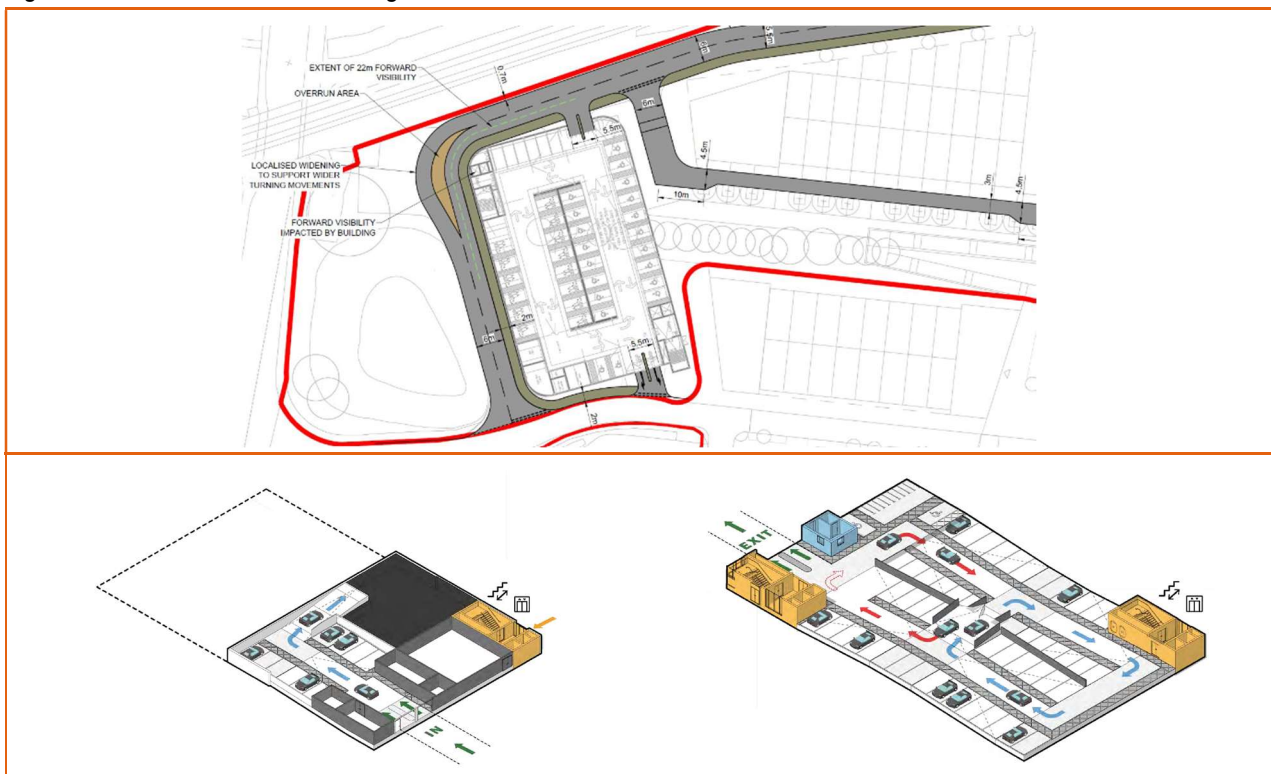 EXTENT OF 22m FORWARD
VISIBILITY
OVERRUN AREA
LOCALISED WIDENING
TO SUPPORT WIDER
TURNING MOVEMENTS
FORWARD VISIBILITY
IMPACTED BY BUILDING
0.7m
2m
5.5m
6m
5.5m
4.5m
10m
3m
4.5m
6m
2m
5.5m
2m
EXIT
IN